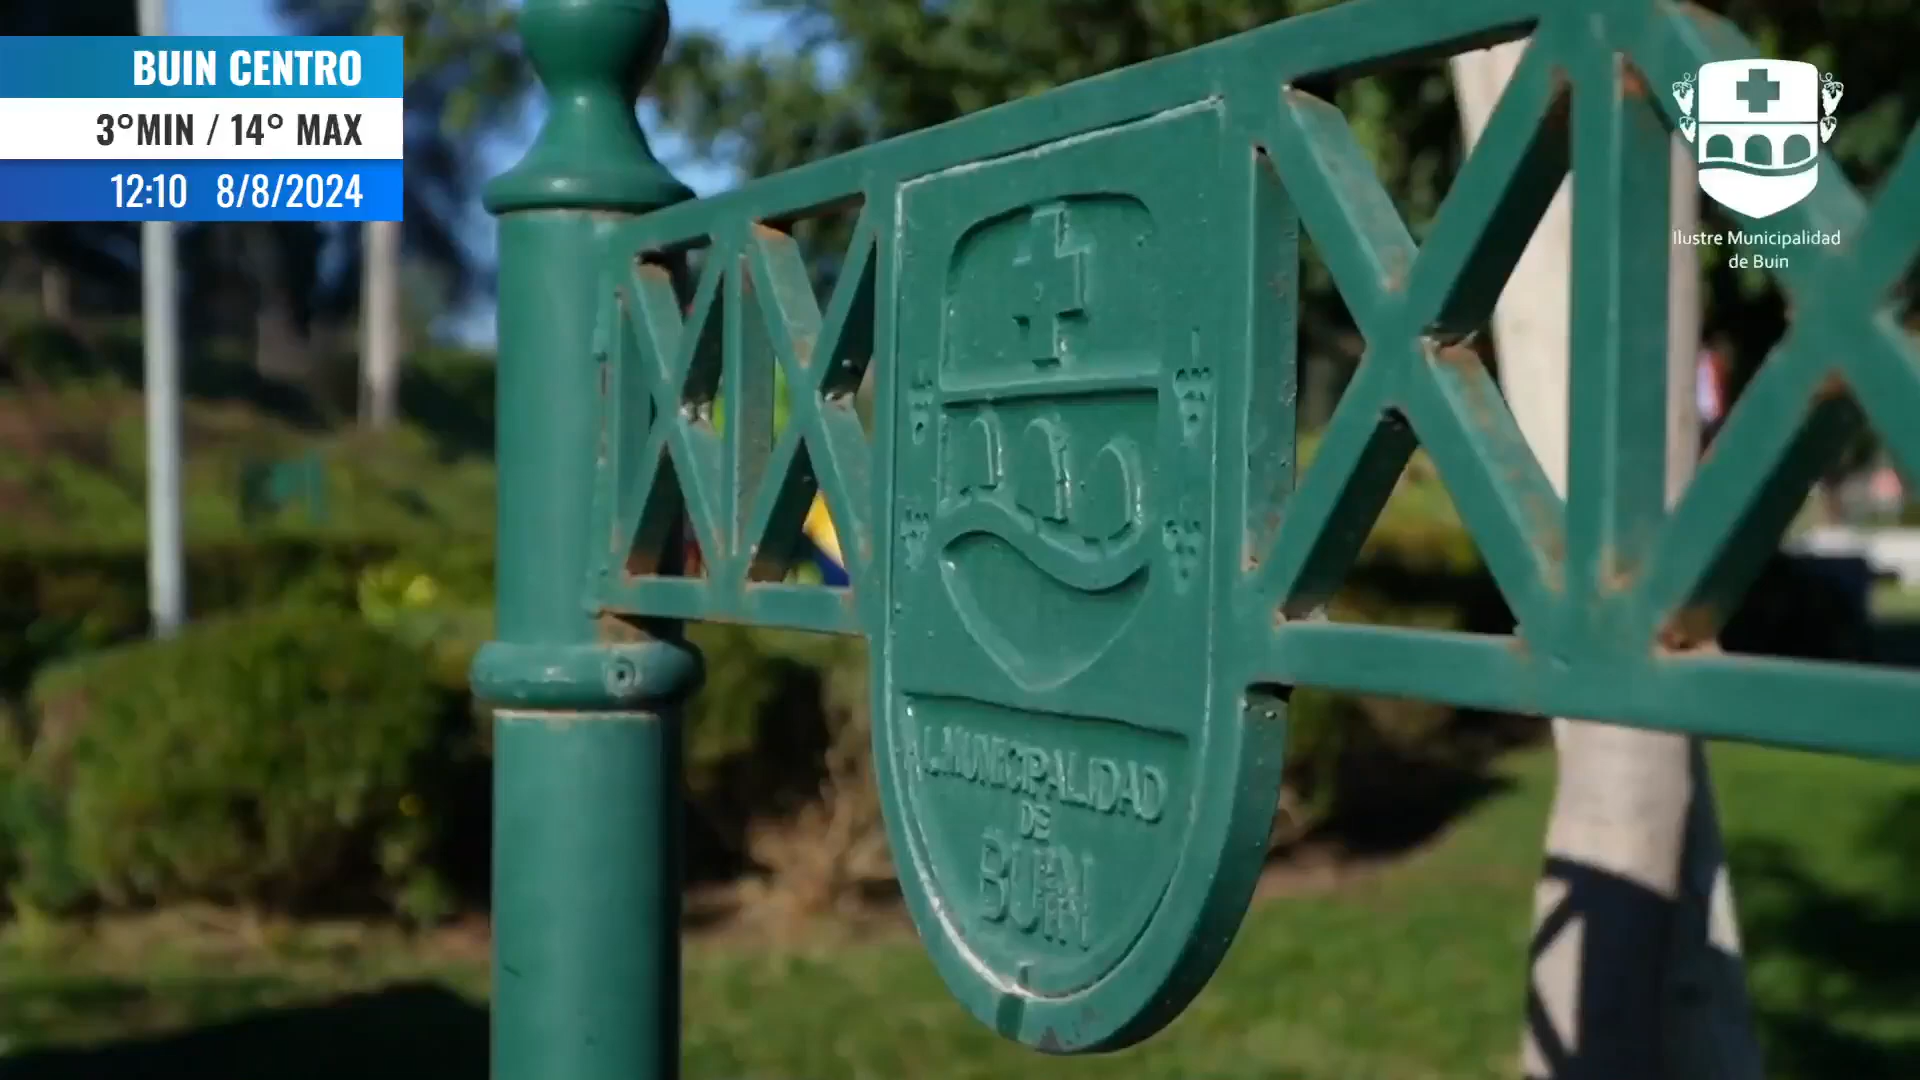 BUIN CENTRO
3°MIN / 14° MAX
12:10 8/8/2024
Ilustre Municipalidad
de Buin
I.MUNICIPALIDAD
DE
BUIN